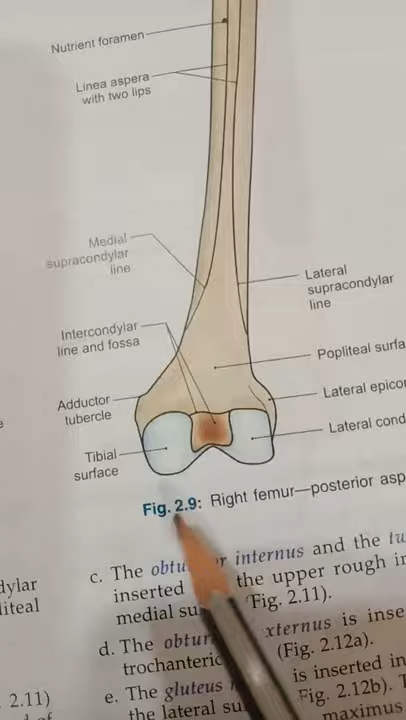 Nutrient foramen
Linea aspera
with two lips
Medial
supracondylar
line
Lateral
supracondylar
line
Intercondylar
line and fossa
Popliteal surfa
Adductor
tubercle
Lateral epico
Lateral cond
Tibial
surface
Fig. 2.9: Right femur—posterior asp
c. The obtu r internus and the tu
inserted the upper rough i
medial su (Fig. 2.11).
d. The obtur xternus is inse
trochanteric (Fig. 2.12a).
e. The gluteus is inserted in
the lateral su Fig. 2.12b). T
maximus
dylar
liteal
2.11)
d of